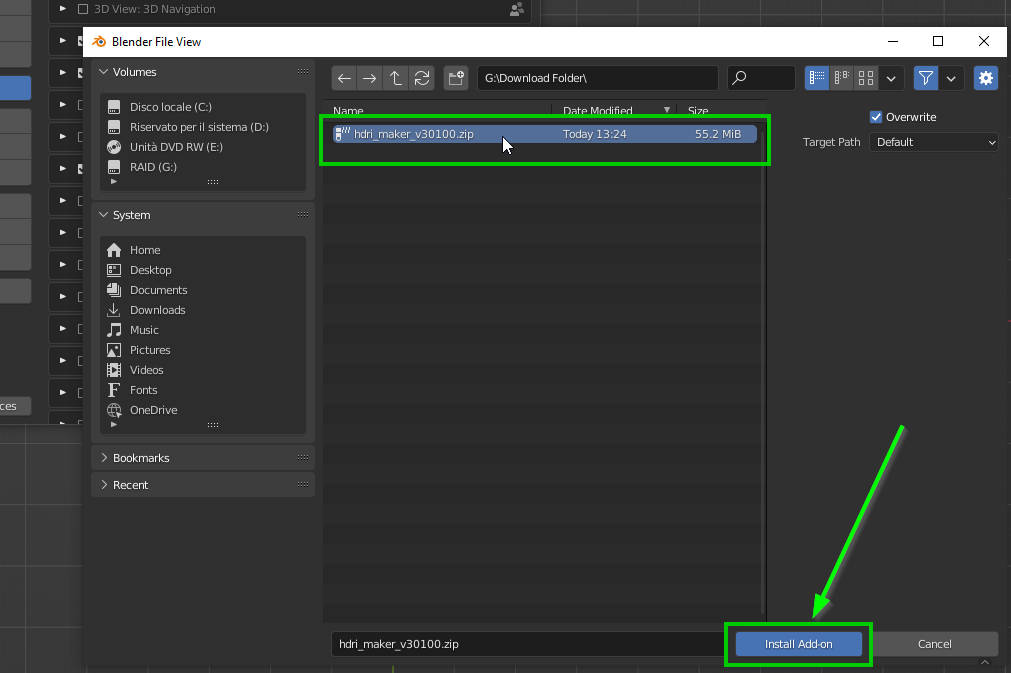 3D View: 3D Navigation
Blender File View
Volumes
Disco locale (C:)
Riservato per il sistema (D:)
Unità DVD RW (E:)
RAID (G:)
System
Home
Desktop
Documents
Downloads
Music
Pictures
Videos
Fonts
OneDrive
Bookmarks
Recent
G:\Download Folder\
Name Date Modified Size
hdri_maker_v30100.zip Today 13:24 55.2 MiB
Overwrite
Target Path Default
ces
hdri_maker_v30100.zip
Install Add-on
Cancel